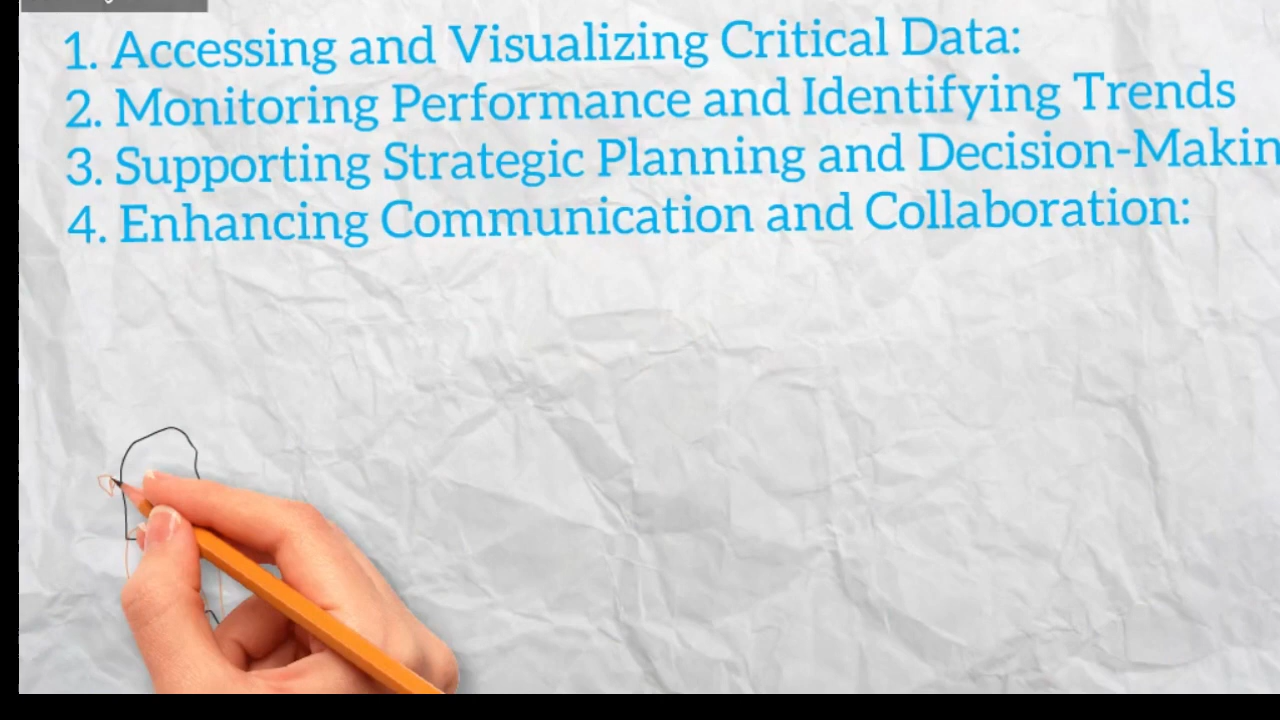 1. Accessing and Visualizing Critical Data:
2. Monitoring Performance and Identifying Trends
3. Supporting Strategic Planning and Decision-Makin
4. Enhancing Communication and Collaboration: